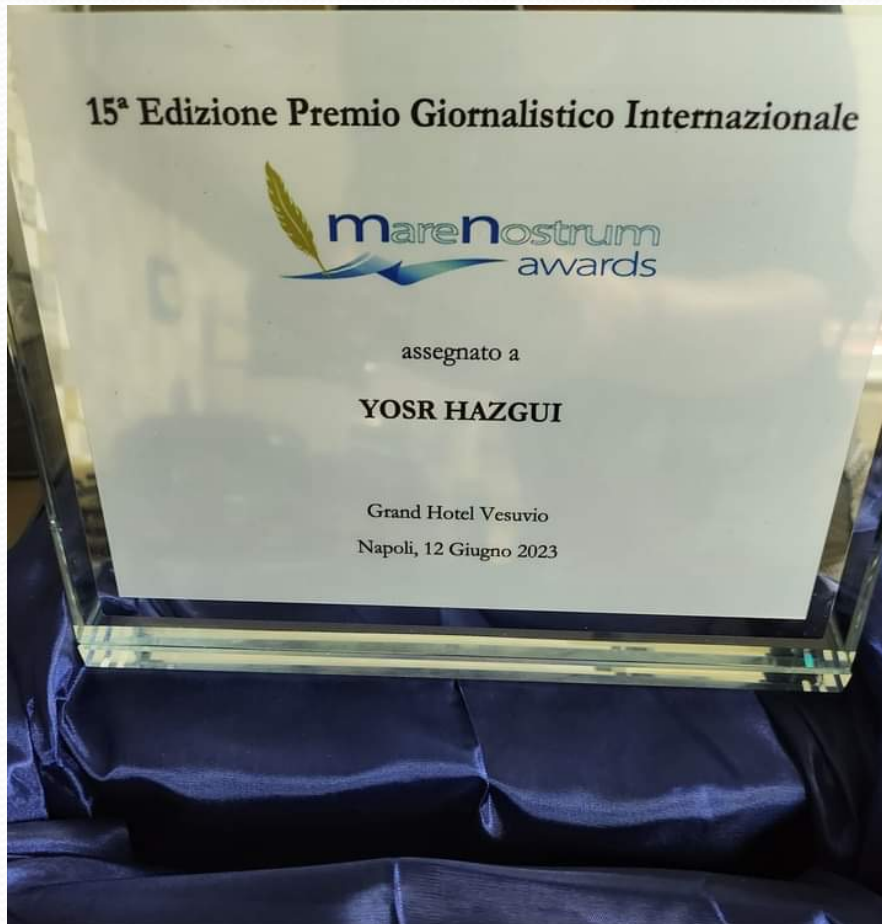 15ª Edizione Premio Giornalistico Internazionale
mareNostrum
awards
assegnato a
YOSR HAZGUI
Grand Hotel Vesuvio
Napoli, 12 Giugno 2023